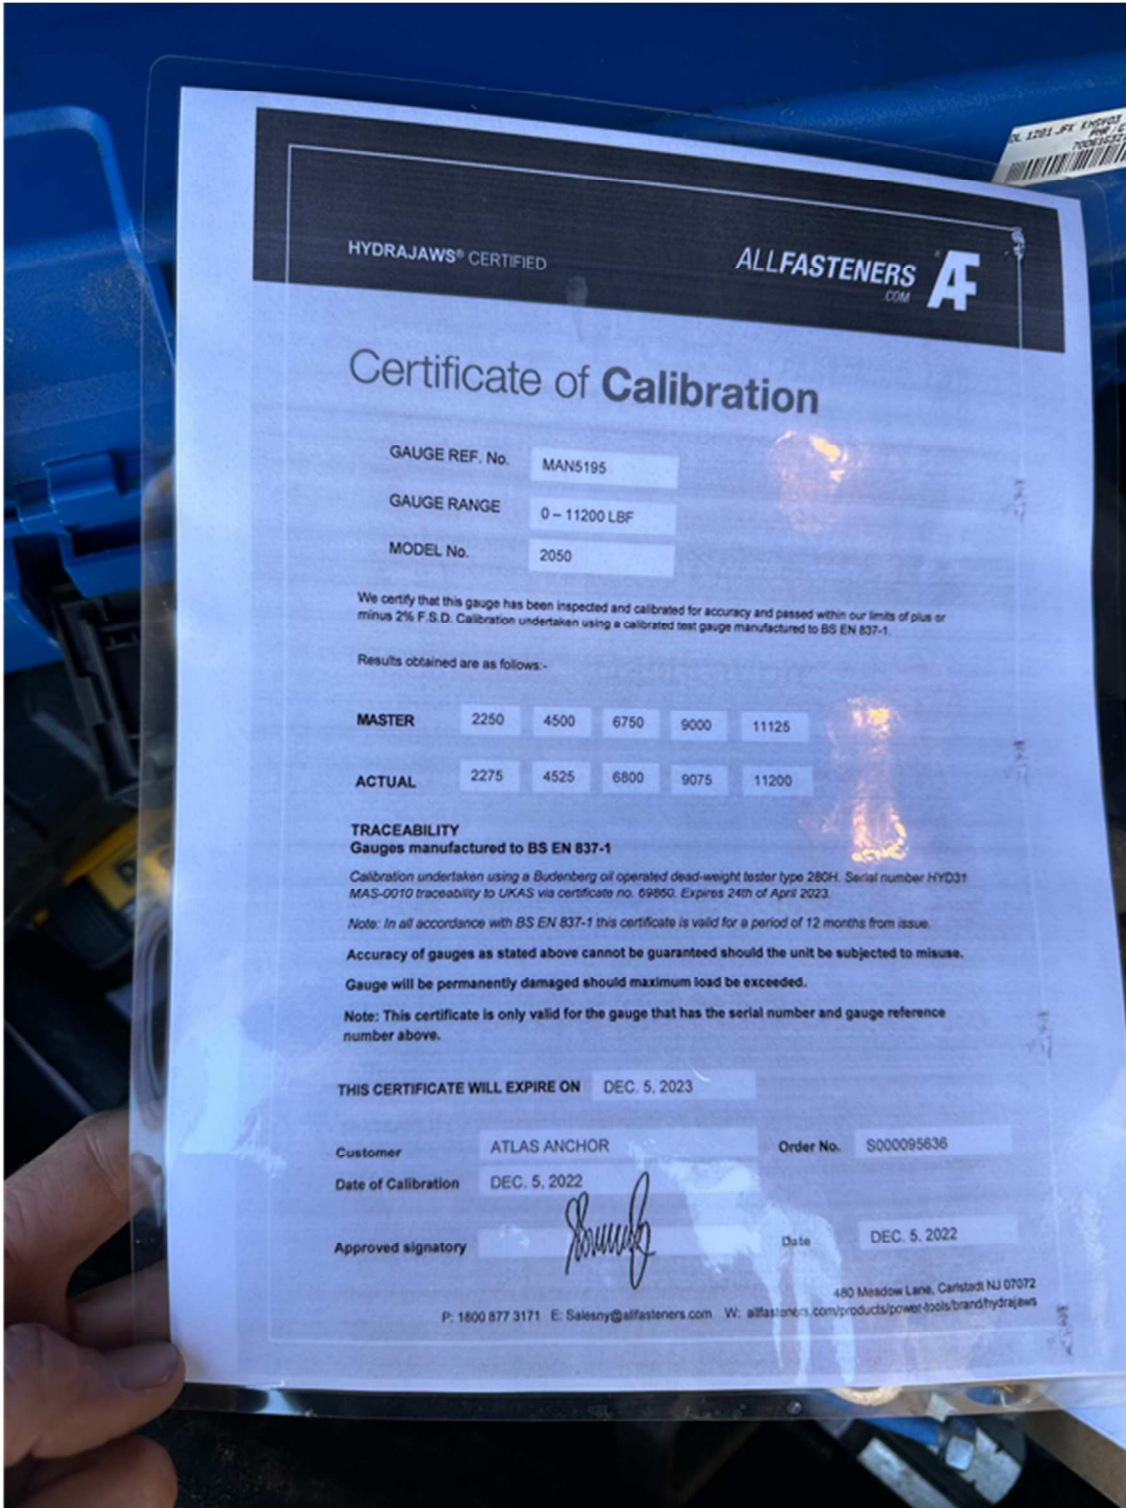 DL 1201 JFK
HYDRAJAWS® CERTIFIED
ALLFASTENERS AF
.COM
Certificate of Calibration
GAUGE REF. No. MAN5195
GAUGE RANGE 0 – 11200 LBF
MODEL No. 2050
We certify that this gauge has been inspected and calibrated for accuracy and passed within our limits of plus or
minus 2% F.S.D. Calibration undertaken using a calibrated test gauge manufactured to BS EN 837-1.
Results obtained are as follows:-
MASTER 2250 4500 6750 9000 11125
ACTUAL 2275 4525 6800 9075 11200
TRACEABILITY
Gauges manufactured to BS EN 837-1
Calibration undertaken using a Budenberg oil operated dead-weight tester type 280H. Serial number HYD31
MAS-0010 traceability to UKAS via certificate no. 69860. Expires 24th of April 2023.
Note: In all accordance with BS EN 837-1 this certificate is valid for a period of 12 months from issue.
Accuracy of gauges as stated above cannot be guaranteed should the unit be subjected to misuse.
Gauge will be permanently damaged should maximum load be exceeded.
Note: This certificate is only valid for the gauge that has the serial number and gauge reference
number above.
THIS CERTIFICATE WILL EXPIRE ON DEC. 5, 2023
Customer ATLAS ANCHOR Order No. S000095636
Date of Calibration DEC. 5, 2022
Approved signatory Date DEC. 5, 2022
480 Meadow Lane, Carlstadt NJ 07072
P: 1800 877 3171 E: Salesny@allfasteners.com W: allfasteners.com/products/power-tools/brand/hydrajaws